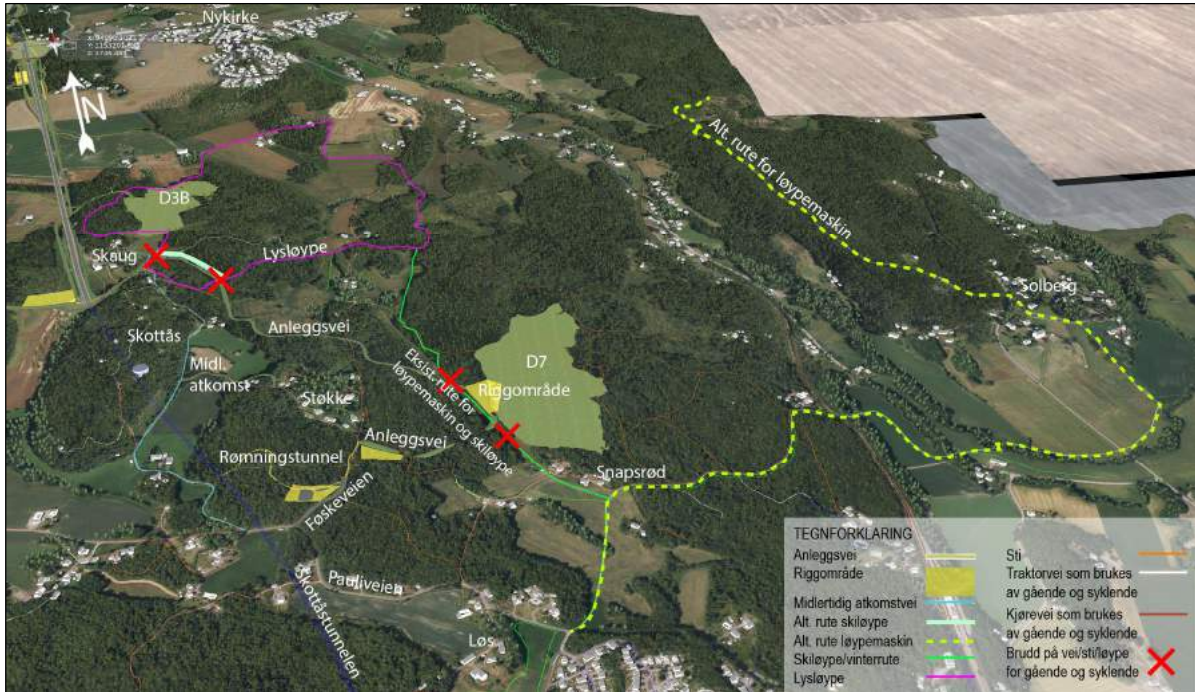 Nykirke
N
D3B
Skaug
Lysløype
Alt. rute for løypemaskin
Solberg
Skottås
Anleggsvei
Midl.
atkomst
D7
Riggområde
Eksist. rute for
løypemaskin og skiløype
Støkke
Anleggsvei
Rømningstunnel
Snapsrød
Føskeveien
Pauliveien
Skottåstunnelen
Løs
TEGNFORKLARING
Anleggsvei
Riggområde
Midlertidig atkomstvei
Alt. rute skiløype
Alt. rute løypemaskin
Skiløype/vinterrute
Lysløype
Sti
Traktorvei som brukes
av gående og syklende
Kjørevei som brukes
av gående og syklende
Brudd på vei/sti/løype
for gående og syklende